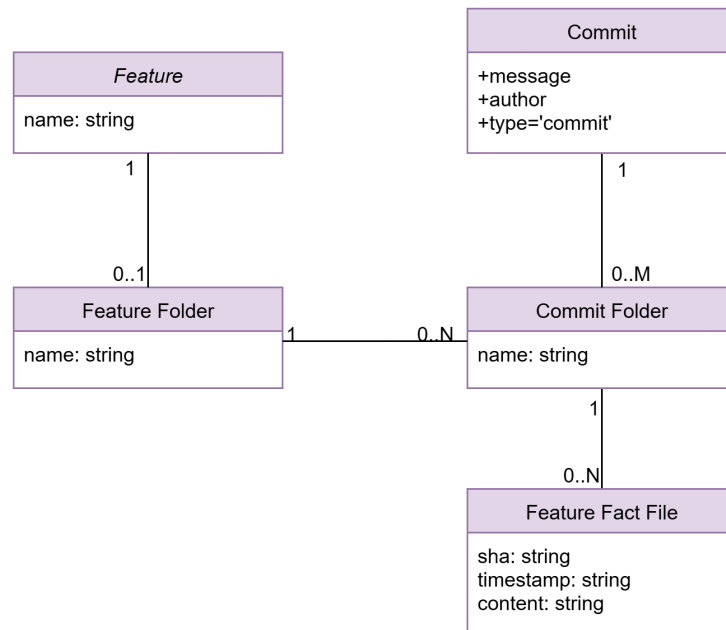 Feature
name: string
1
0..1
Feature Folder
name: string
1
0..N
Commit
+message
+author
+type='commit'
1
0..M
Commit Folder
name: string
1
0..N
Feature Fact File
sha: string
timestamp: string
content: string